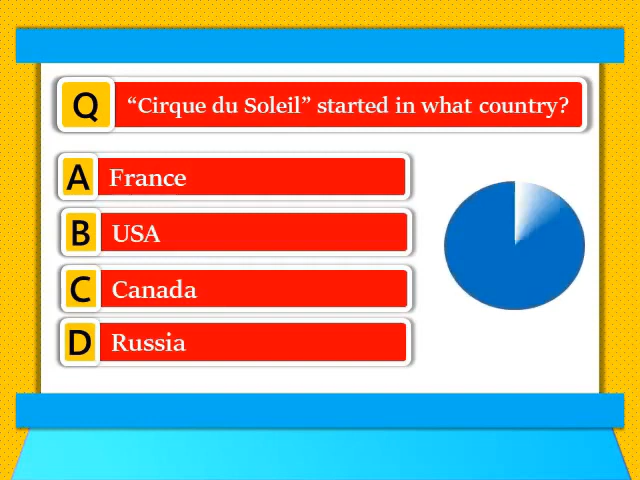 Q “Cirque du Soleil” started in what country?
A France
B USA
C Canada
D Russia